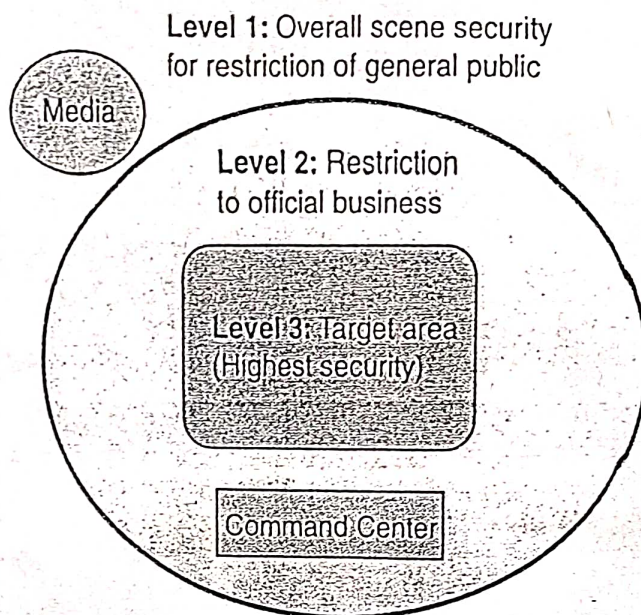 Level 1: Overall scene security
for restriction of general public
Media
Level 2: Restriction
to official business
Level 3: Target area
(Highest security)
Command Center